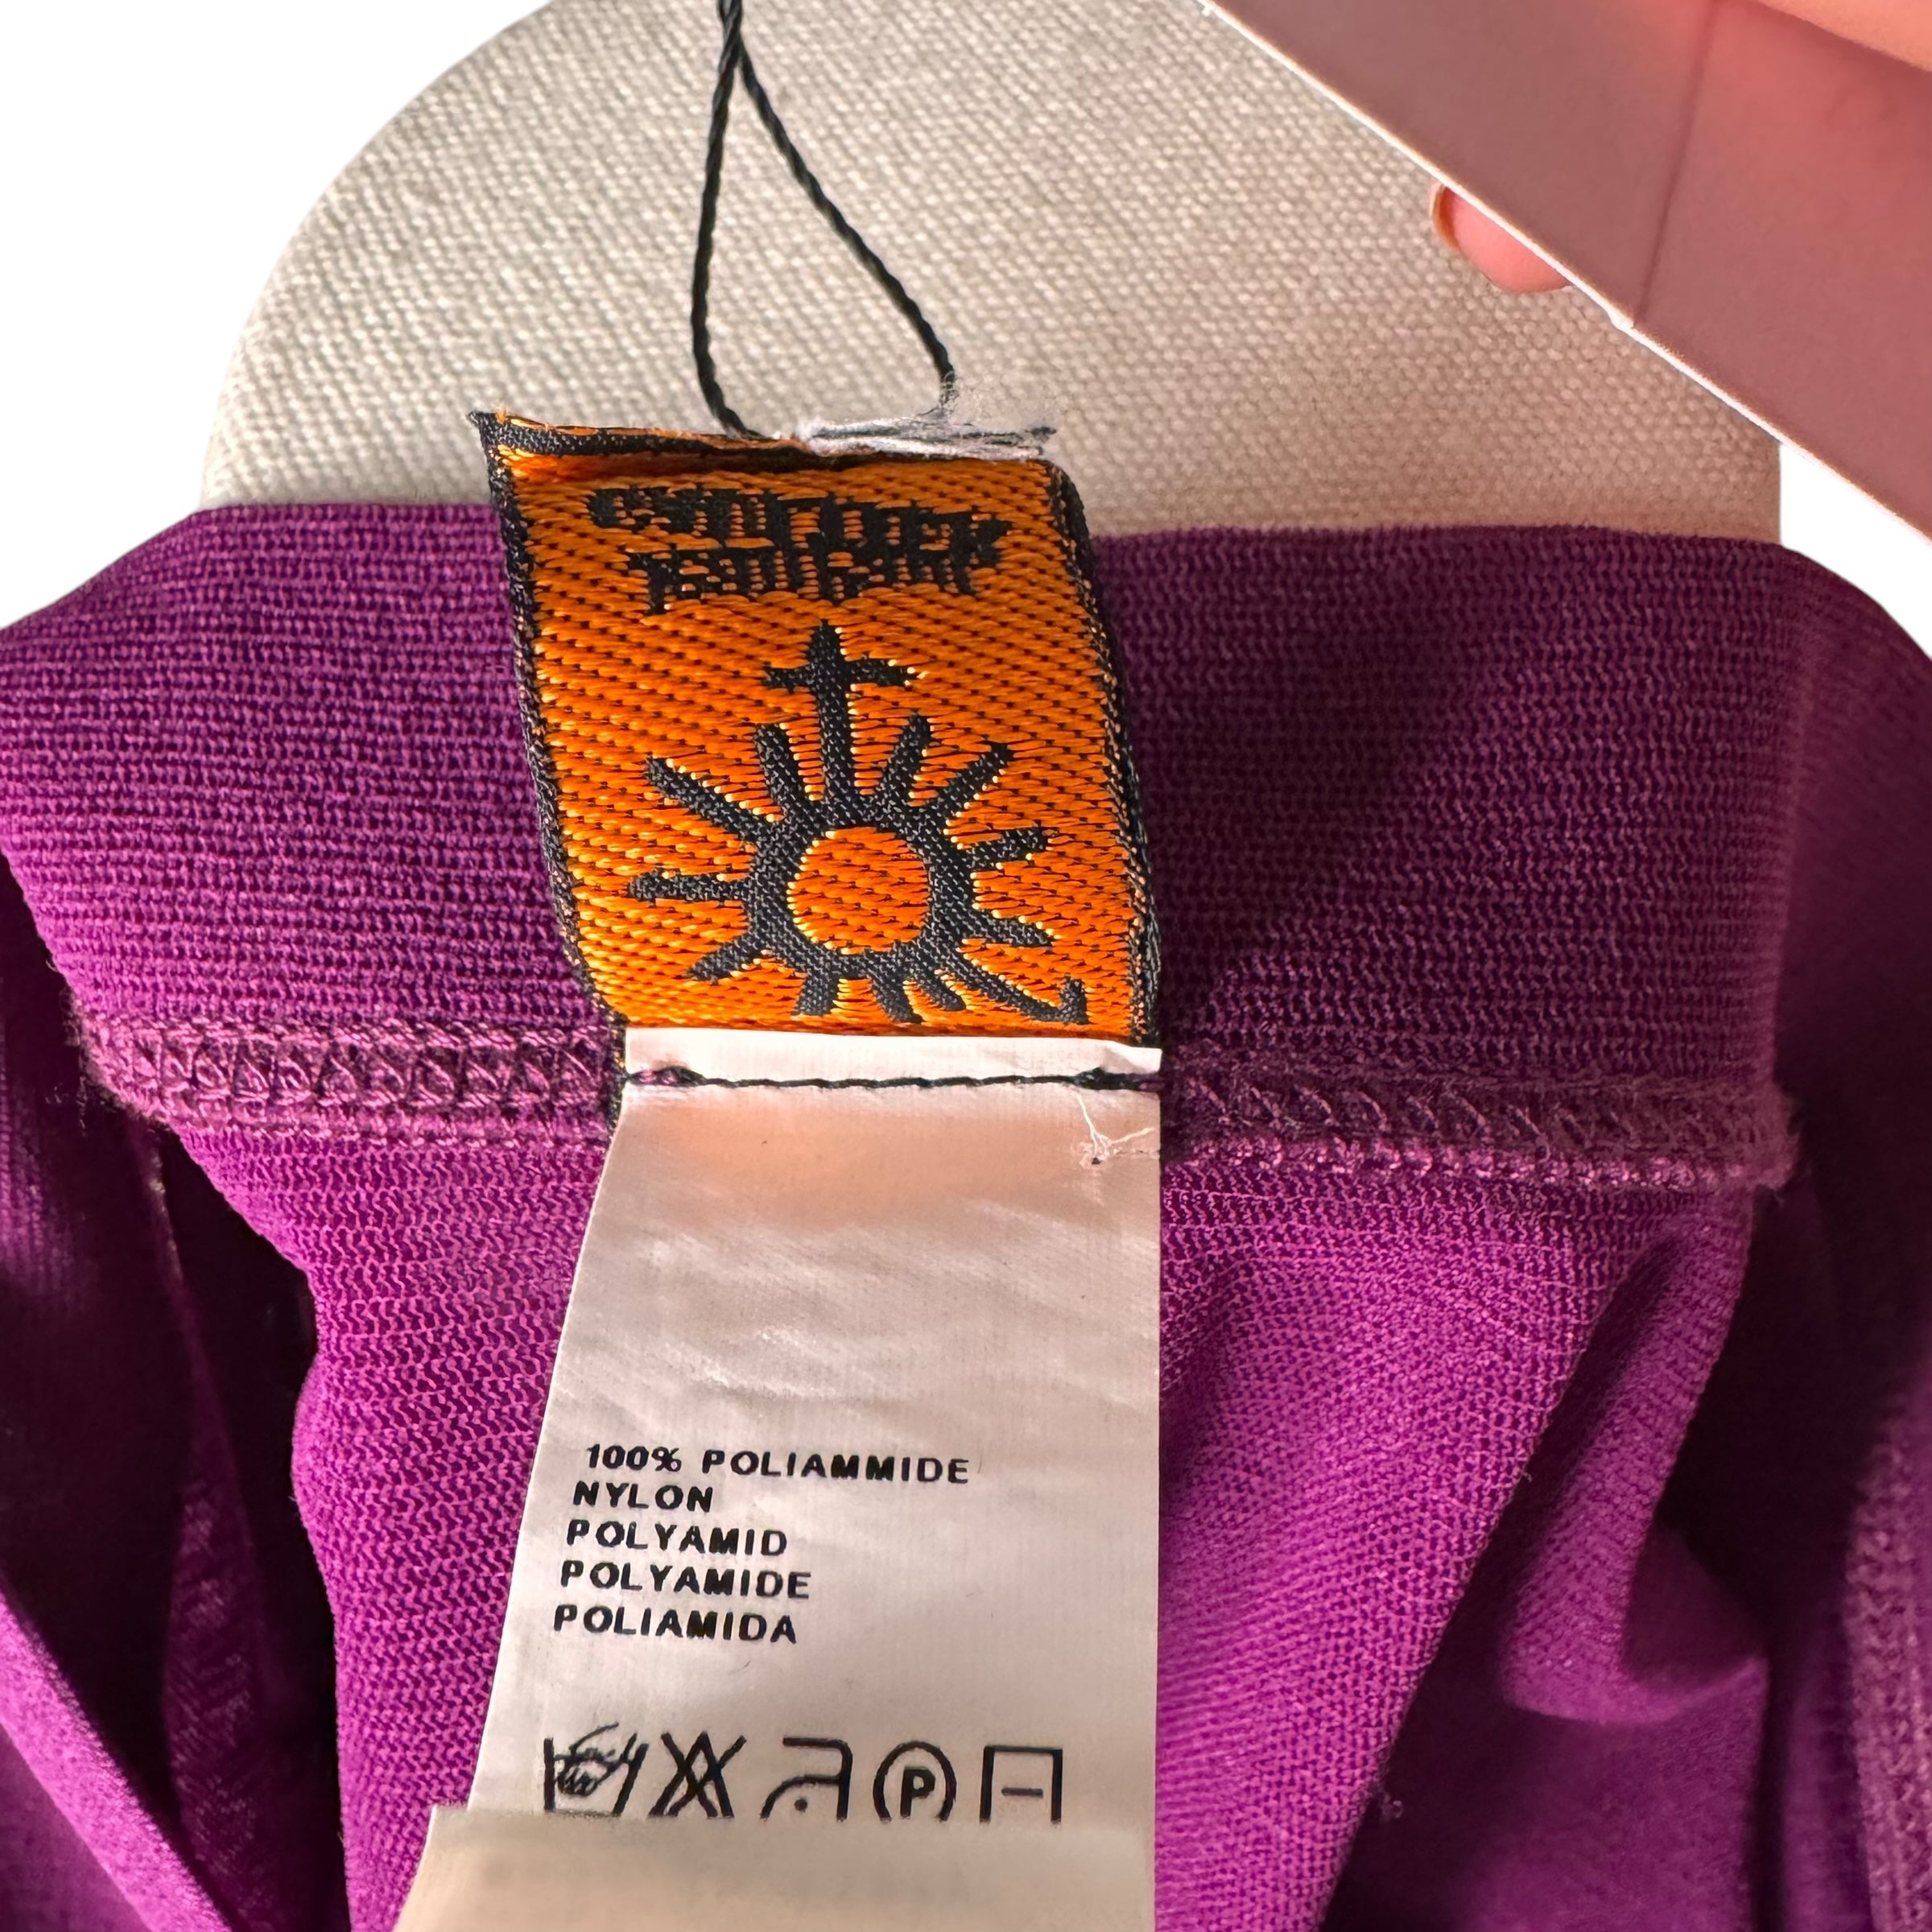 100% POLIAMMIDE
NYLON
POLYAMID
POLYAMIDE
POLIAMIDA
P